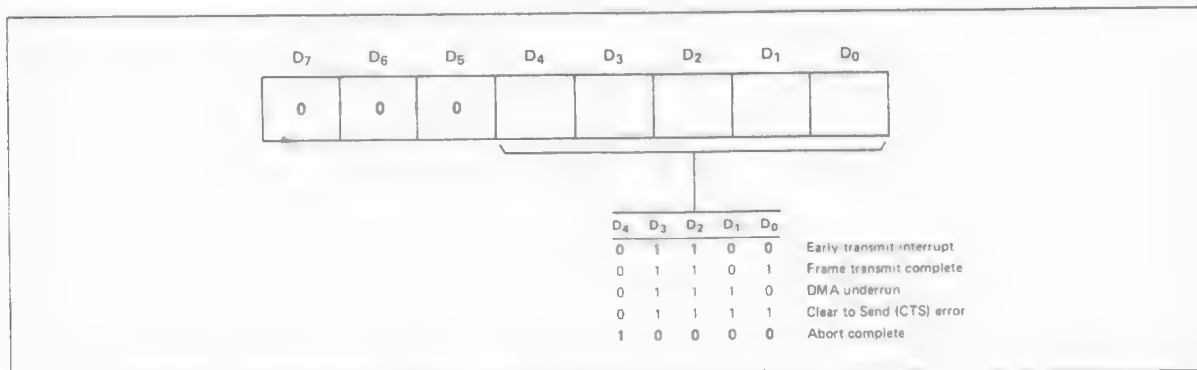 D7 D6 D5 D4 D3 D2 D1 D0
0 0 0
D4 D3 D2 D1 D0
0 1 1 0 0 Early transmit interrupt
0 1 1 0 1 Frame transmit complete
0 1 1 1 0 DMA underrun
0 1 1 1 1 Clear to Send (CTS) error
1 0 0 0 0 Abort complete